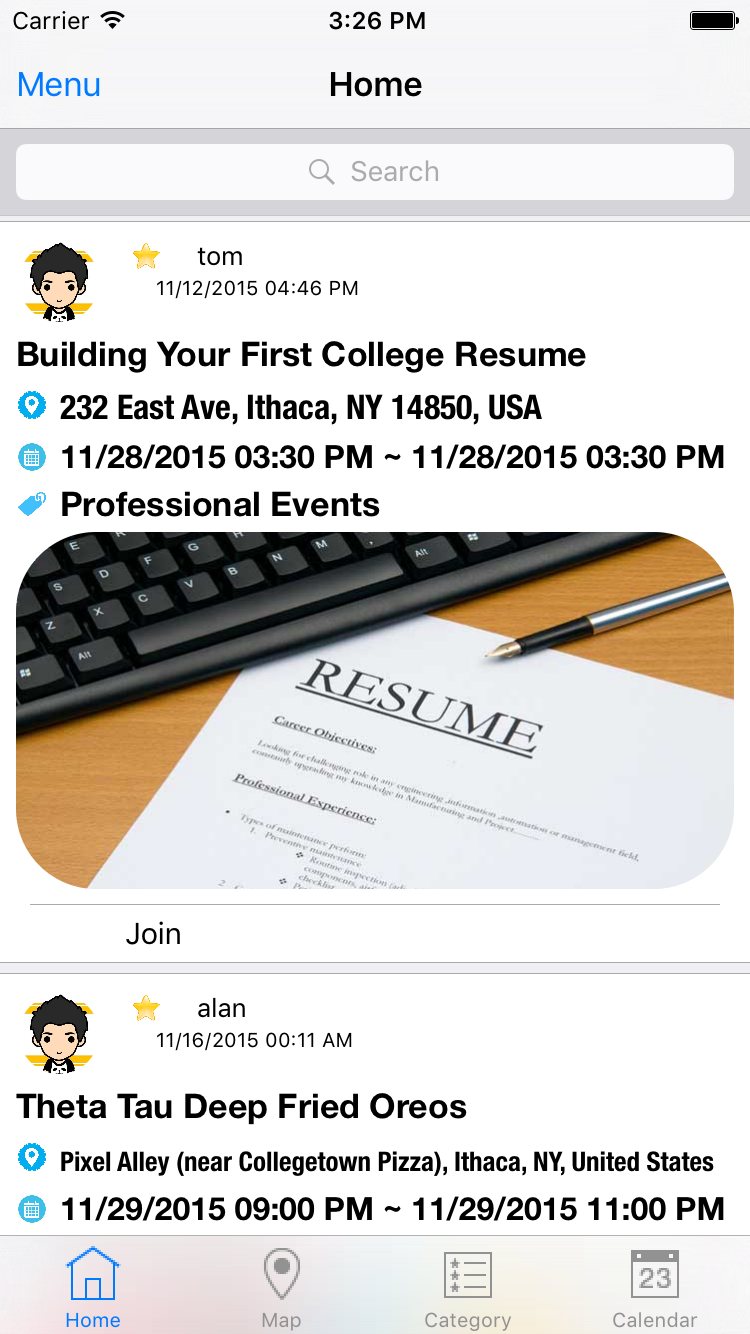 Carrier 3:26 PM
Menu Home
Search
tom
11/12/2015 04:46 PM
Building Your First College Resume
232 East Ave, Ithaca, NY 14850, USA
11/28/2015 03:30 PM ~ 11/28/2015 03:30 PM
Professional Events
E R G H
S D F Alt
Z X C V B N M ,
Alt
RESUME
Career Objectives:
Looking for challenging role in any engineering ,information ,automation or management field,
constantly upgrading my knowledge in Manufacturing and Project
Professional Experience:
Types of maintenance perform:
1. Preventive maintenance
Routine inspection
components,
checklist
2.
Join
alan
11/16/2015 00:11 AM
Theta Tau Deep Fried Oreos
Pixel Alley (near Collegetown Pizza), Ithaca, NY, United States
11/29/2015 09:00 PM ~ 11/29/2015 11:00 PM
23
Home Map Category Calendar